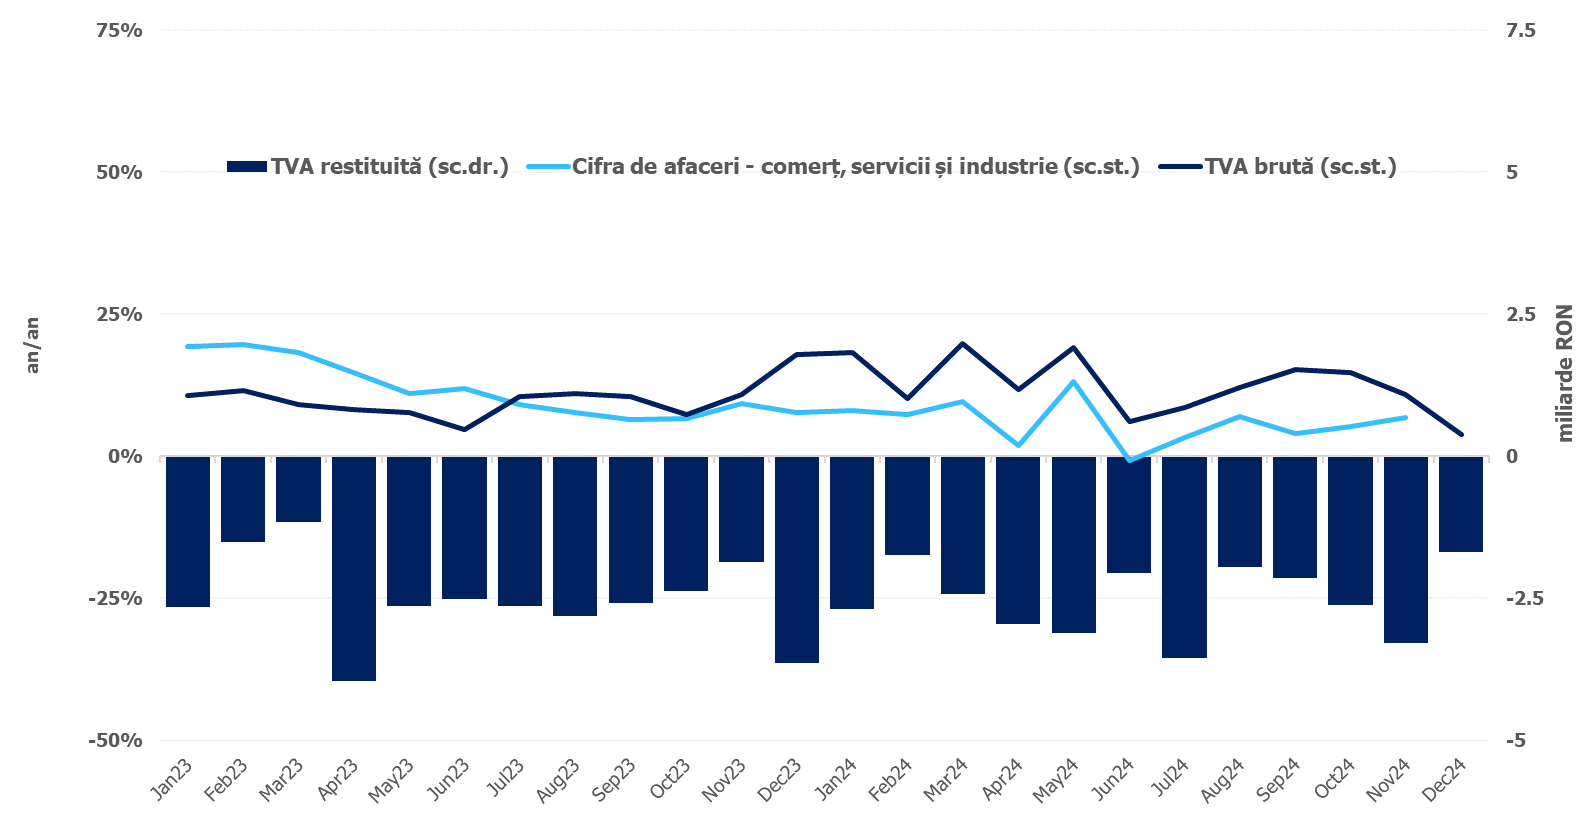 75%
7.5
TVA restituită (sc.dr.)
Cifra de afaceri - comerț, servicii și industrie (sc.st.)
TVA brută (sc.st.)
50%
5
25%
2.5
an/an
miliarde RON
0%
0
-25%
-2.5
-50%
-5
Jan23
Feb23
Mar23
Apr23
May23
Jun23
Jul23
Aug23
Sep23
Oct23
Nov23
Dec23
Jan24
Feb24
Mar24
Apr24
May24
Jun24
Jul24
Aug24
Sep24
Oct24
Nov24
Dec24